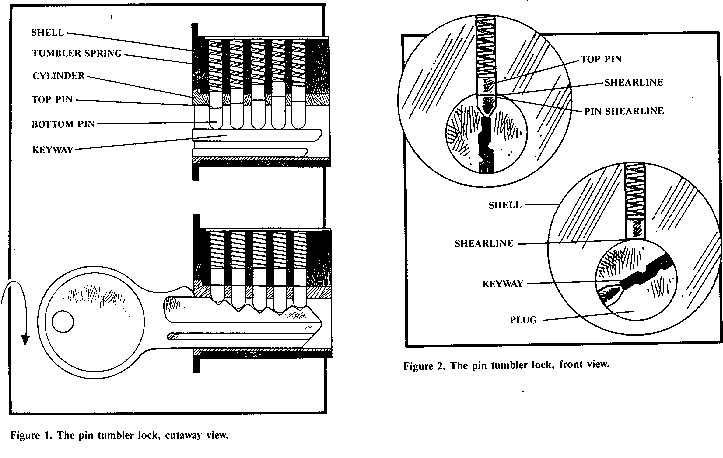 SHELL
TUMBLER SPRING
CYLINDER
TOP PIN
BOTTOM PIN
KEYWAY
Figure 1. The pin tumbler lock, cutaway view.
TOP PIN
SHEARLINE
PIN SHEARLINE
SHELL
SHEARLINE
KEYWAY
PLUG
Figure 2. The pin tumbler lock, front view.